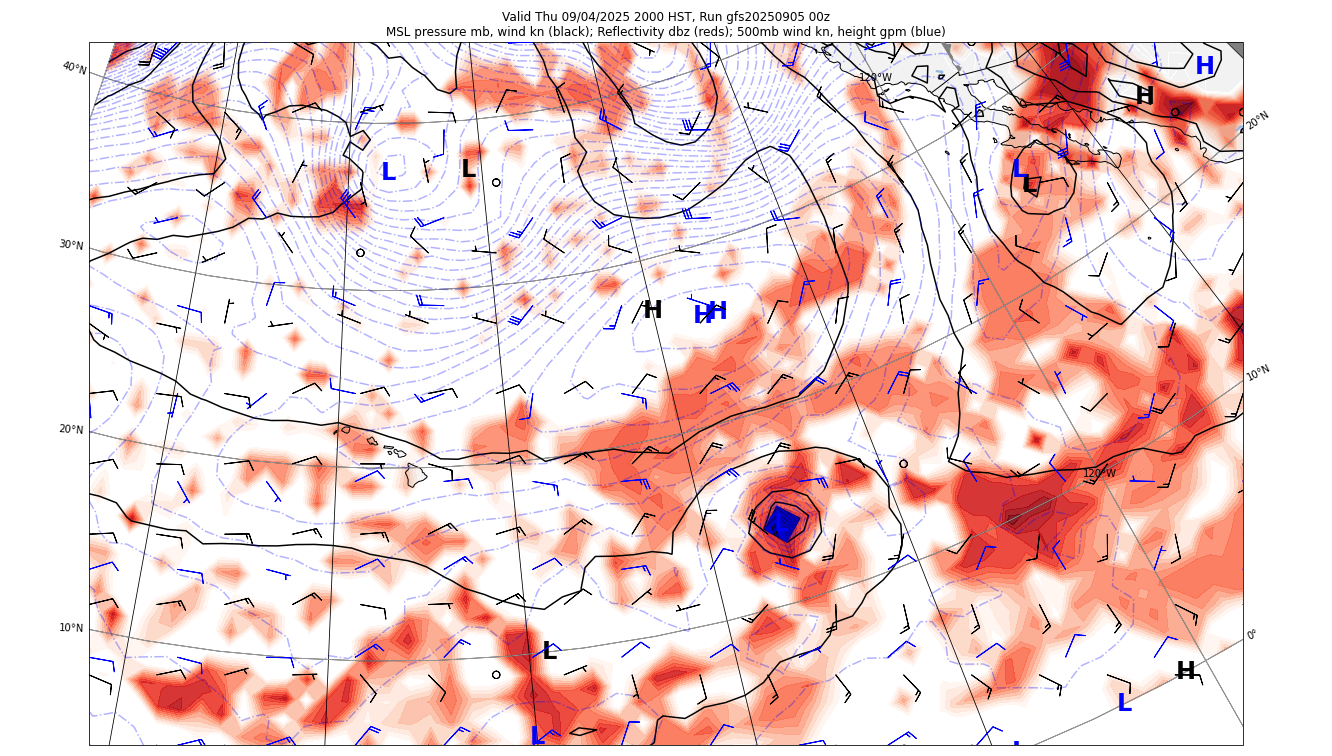 Valid Thu 09/04/2025 2000 HST, Run gfs20250905 00z
MSL pressure mb, wind kn (black); Reflectivity dbz (reds); 500mb wind kn, height gpm (blue)
40°N
120°W
H
H
20°N
L
L
L
L
30°N
H
H
H
10°N
20°N
120°W
10°N
L
0°
H
L
L